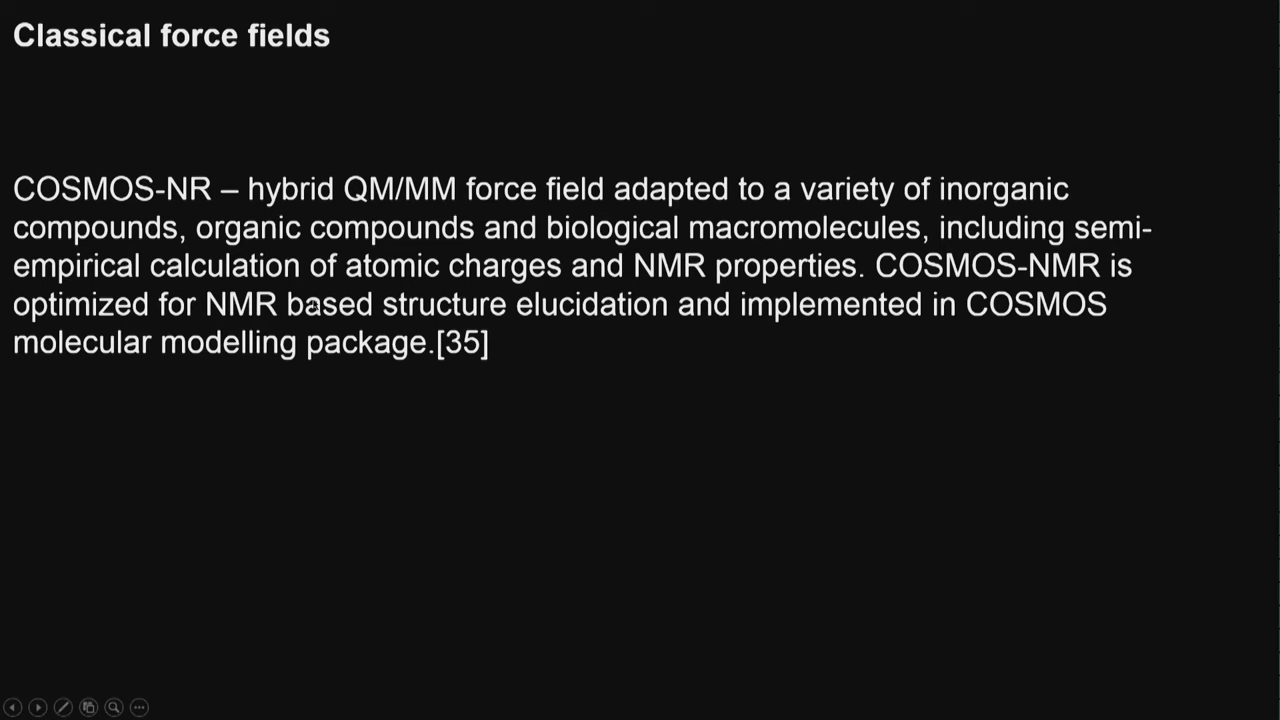 Classical force fields
COSMOS-NR – hybrid QM/MM force field adapted to a variety of inorganic
compounds, organic compounds and biological macromolecules, including semi-
empirical calculation of atomic charges and NMR properties. COSMOS-NMR is
optimized for NMR based structure elucidation and implemented in COSMOS
molecular modelling package.[35]